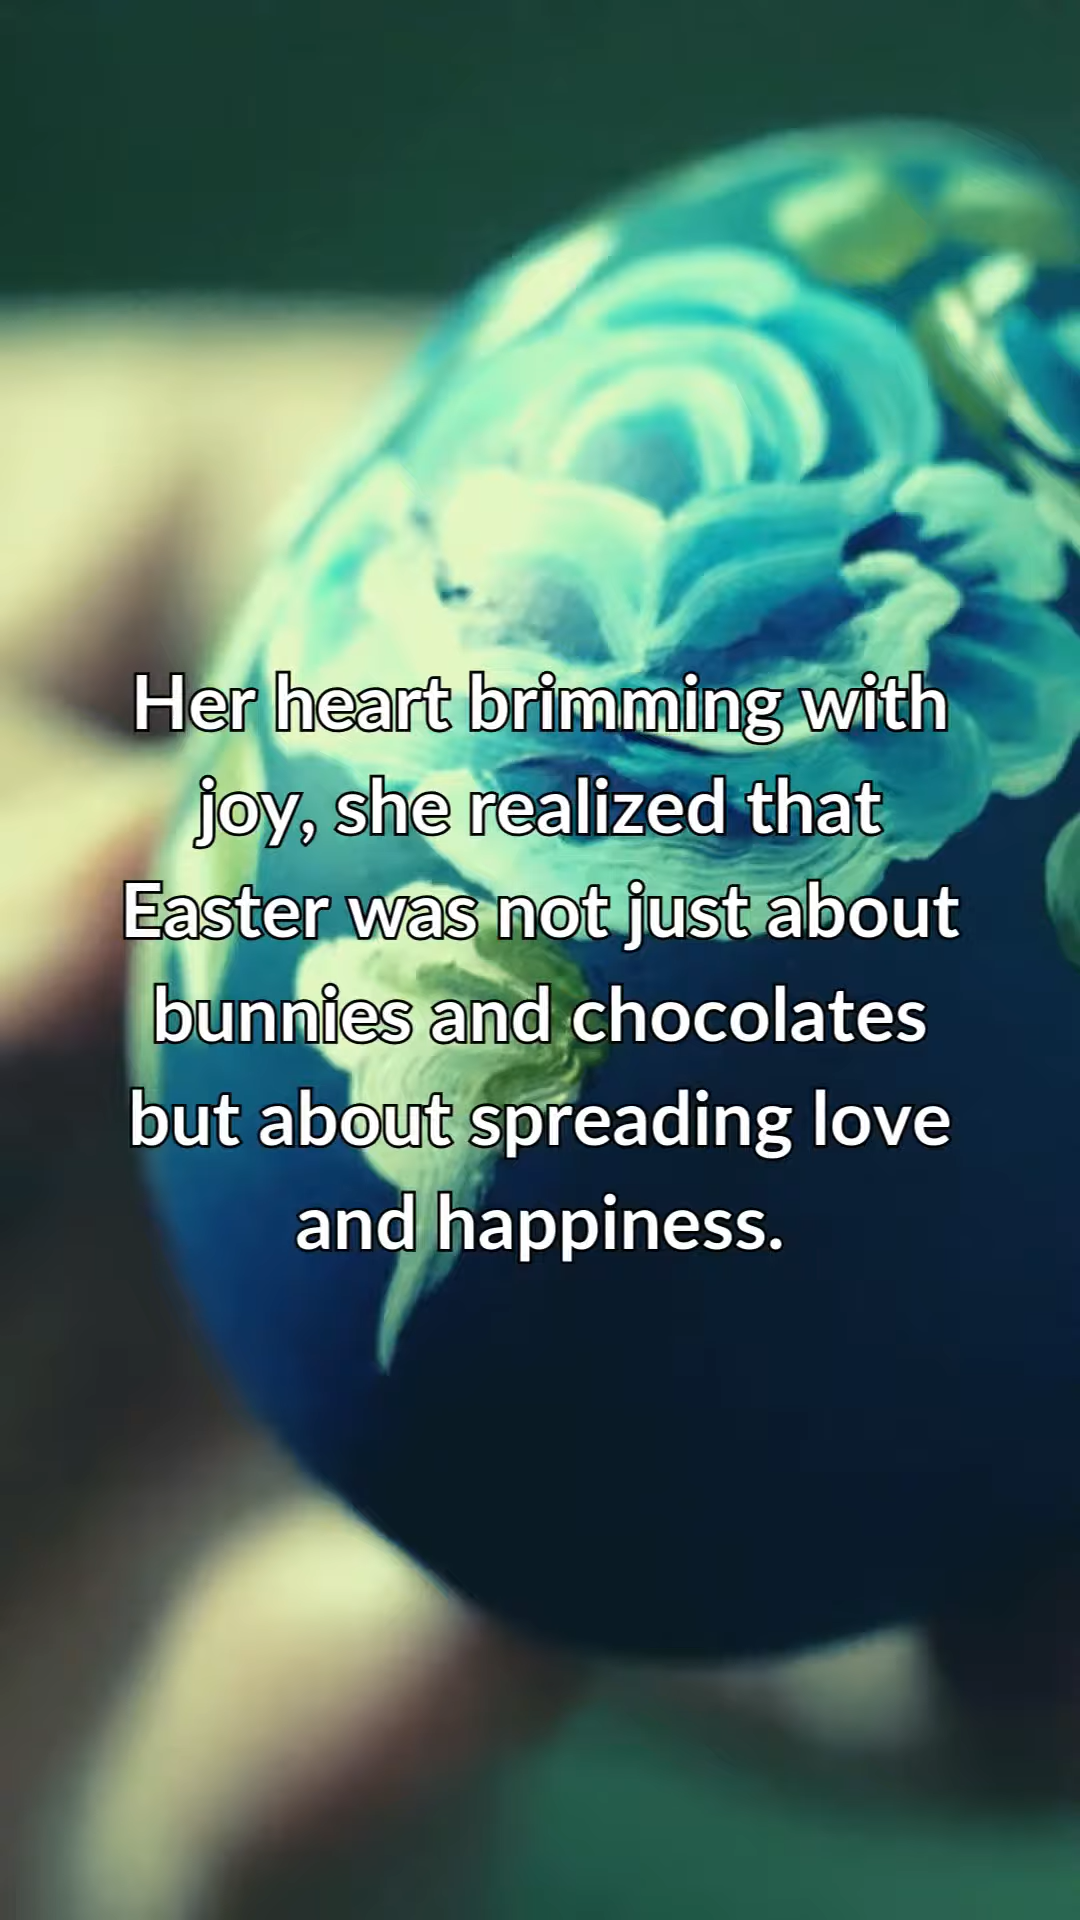 Her heart brimming with
joy, she realized that
Easter was not just about
bunnies and chocolates
but about spreading love
and happiness.